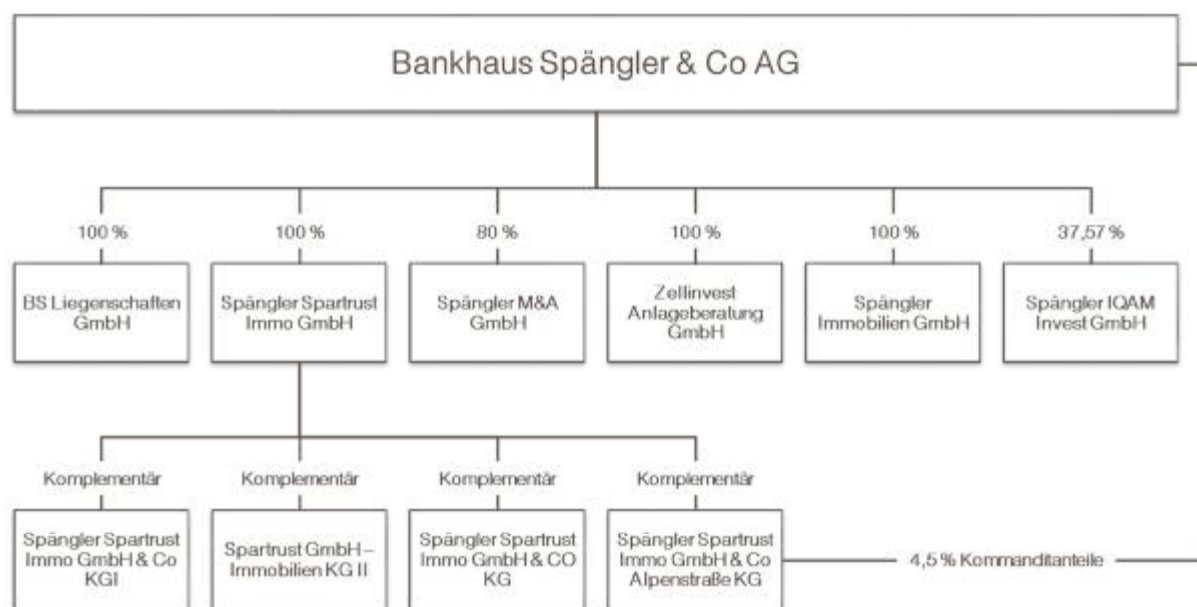 Bankhaus Spängler & Co AG
100 %
100 %
80 %
100 %
100 %
37,57 %
BS Liegenschaften
GmbH
Spängler Spartrust
Immo GmbH
Spängler M&A
GmbH
Zellinvest
Anlageberatung
GmbH
Spängler
Immobilien GmbH
Spängler IQAM
Invest GmbH
Komplementär
Komplementär
Komplementär
Komplementär
Spängler Spartrust
Immo GmbH & Co
KG I
Spartrust GmbH –
Immobilien KG II
Spängler Spartrust
Immo GmbH & CO
KG
Spängler Spartrust
Immo GmbH & Co
Alpenstraße KG
4,5 % Kommanditanteile